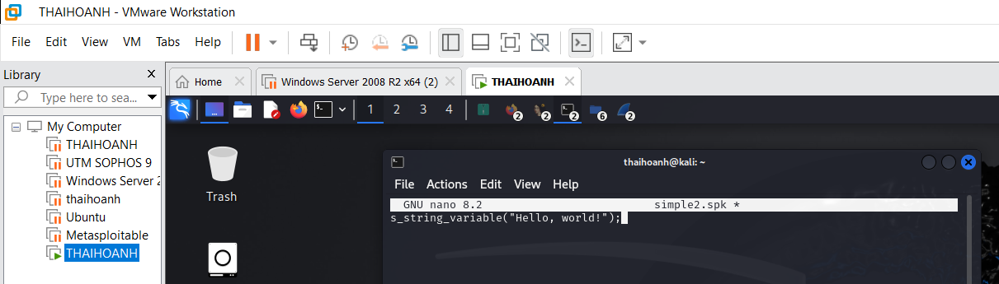 THAIHOANH - VMware Workstation
File Edit View VM Tabs Help
Library
Type here to sea...
My Computer
THAIHOANH
UTM SOPHOS 9
Windows Server 2
thaihoanh
Ubuntu
Metasploitable
THAIHOANH
Home Windows Server 2008 R2 x64 (2) THAIHOANH
1 2 3 4 2 2 2 6 2
Trash
thaihoanh@kali: ~
File Actions Edit View Help
GNU nano 8.2 simple2.spk *
s_string_variable("Hello, world!");